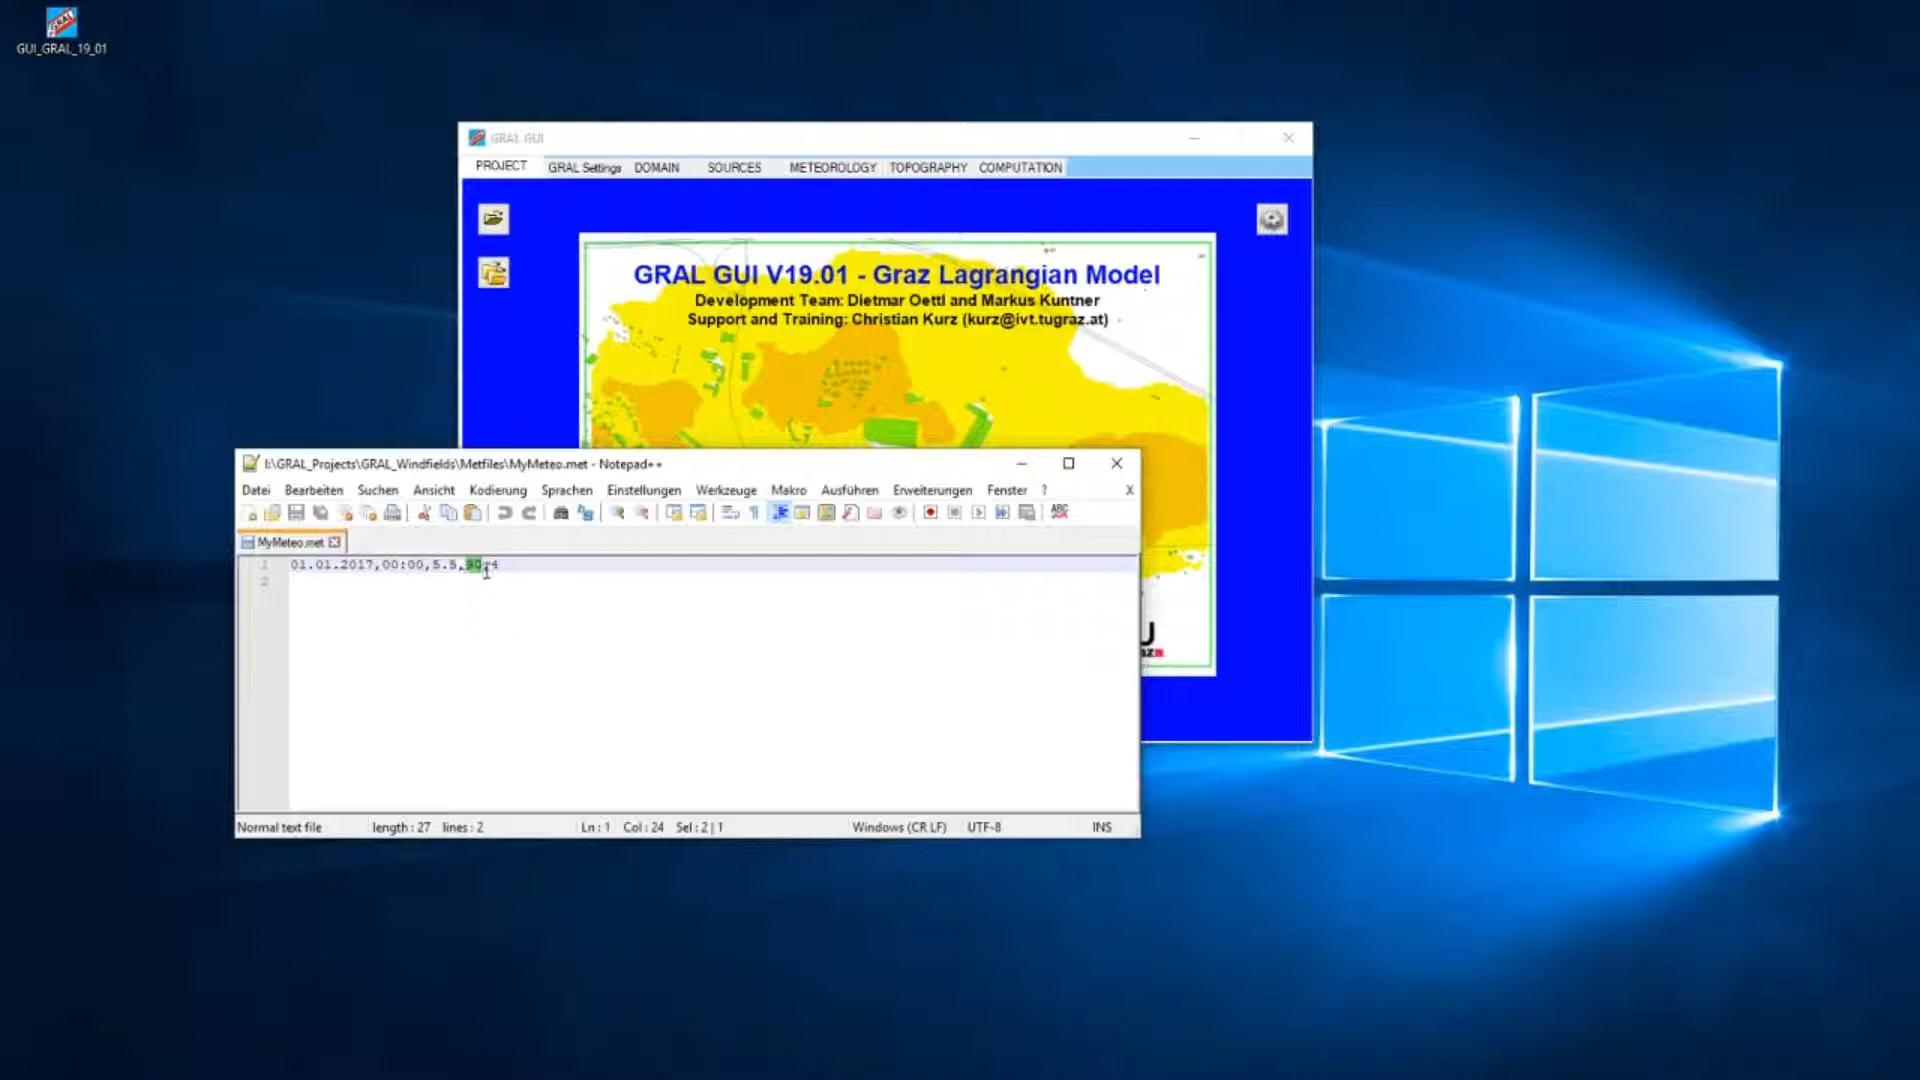 GUI_GRAL_19_01
GRAL GUI
PROJECT GRAL Settings DOMAIN SOURCES METEOROLOGY TOPOGRAPHY COMPUTATION
GRAL GUI V19.01 - Graz Lagrangian Model
Development Team: Dietmar Oettl and Markus Kuntner
Support and Training: Christian Kurz (kurz@ivt.tugraz.at)
I:\GRAL_Projects\GRAL_Windfields\Metfiles\MyMeteo.met - Notepad++
Datei Bearbeiten Suchen Ansicht Kodierung Sprachen Einstellungen Werkzeuge Makro Ausführen Erweiterungen Fenster ? X
ABC
MyMeteo.met
1 01.01.2017,00:00,5.5,90,4
2
Normal text file length : 27 lines : 2 Ln : 1 Col : 24 Sel : 2 | 1 Windows (CR LF) UTF-8 INS